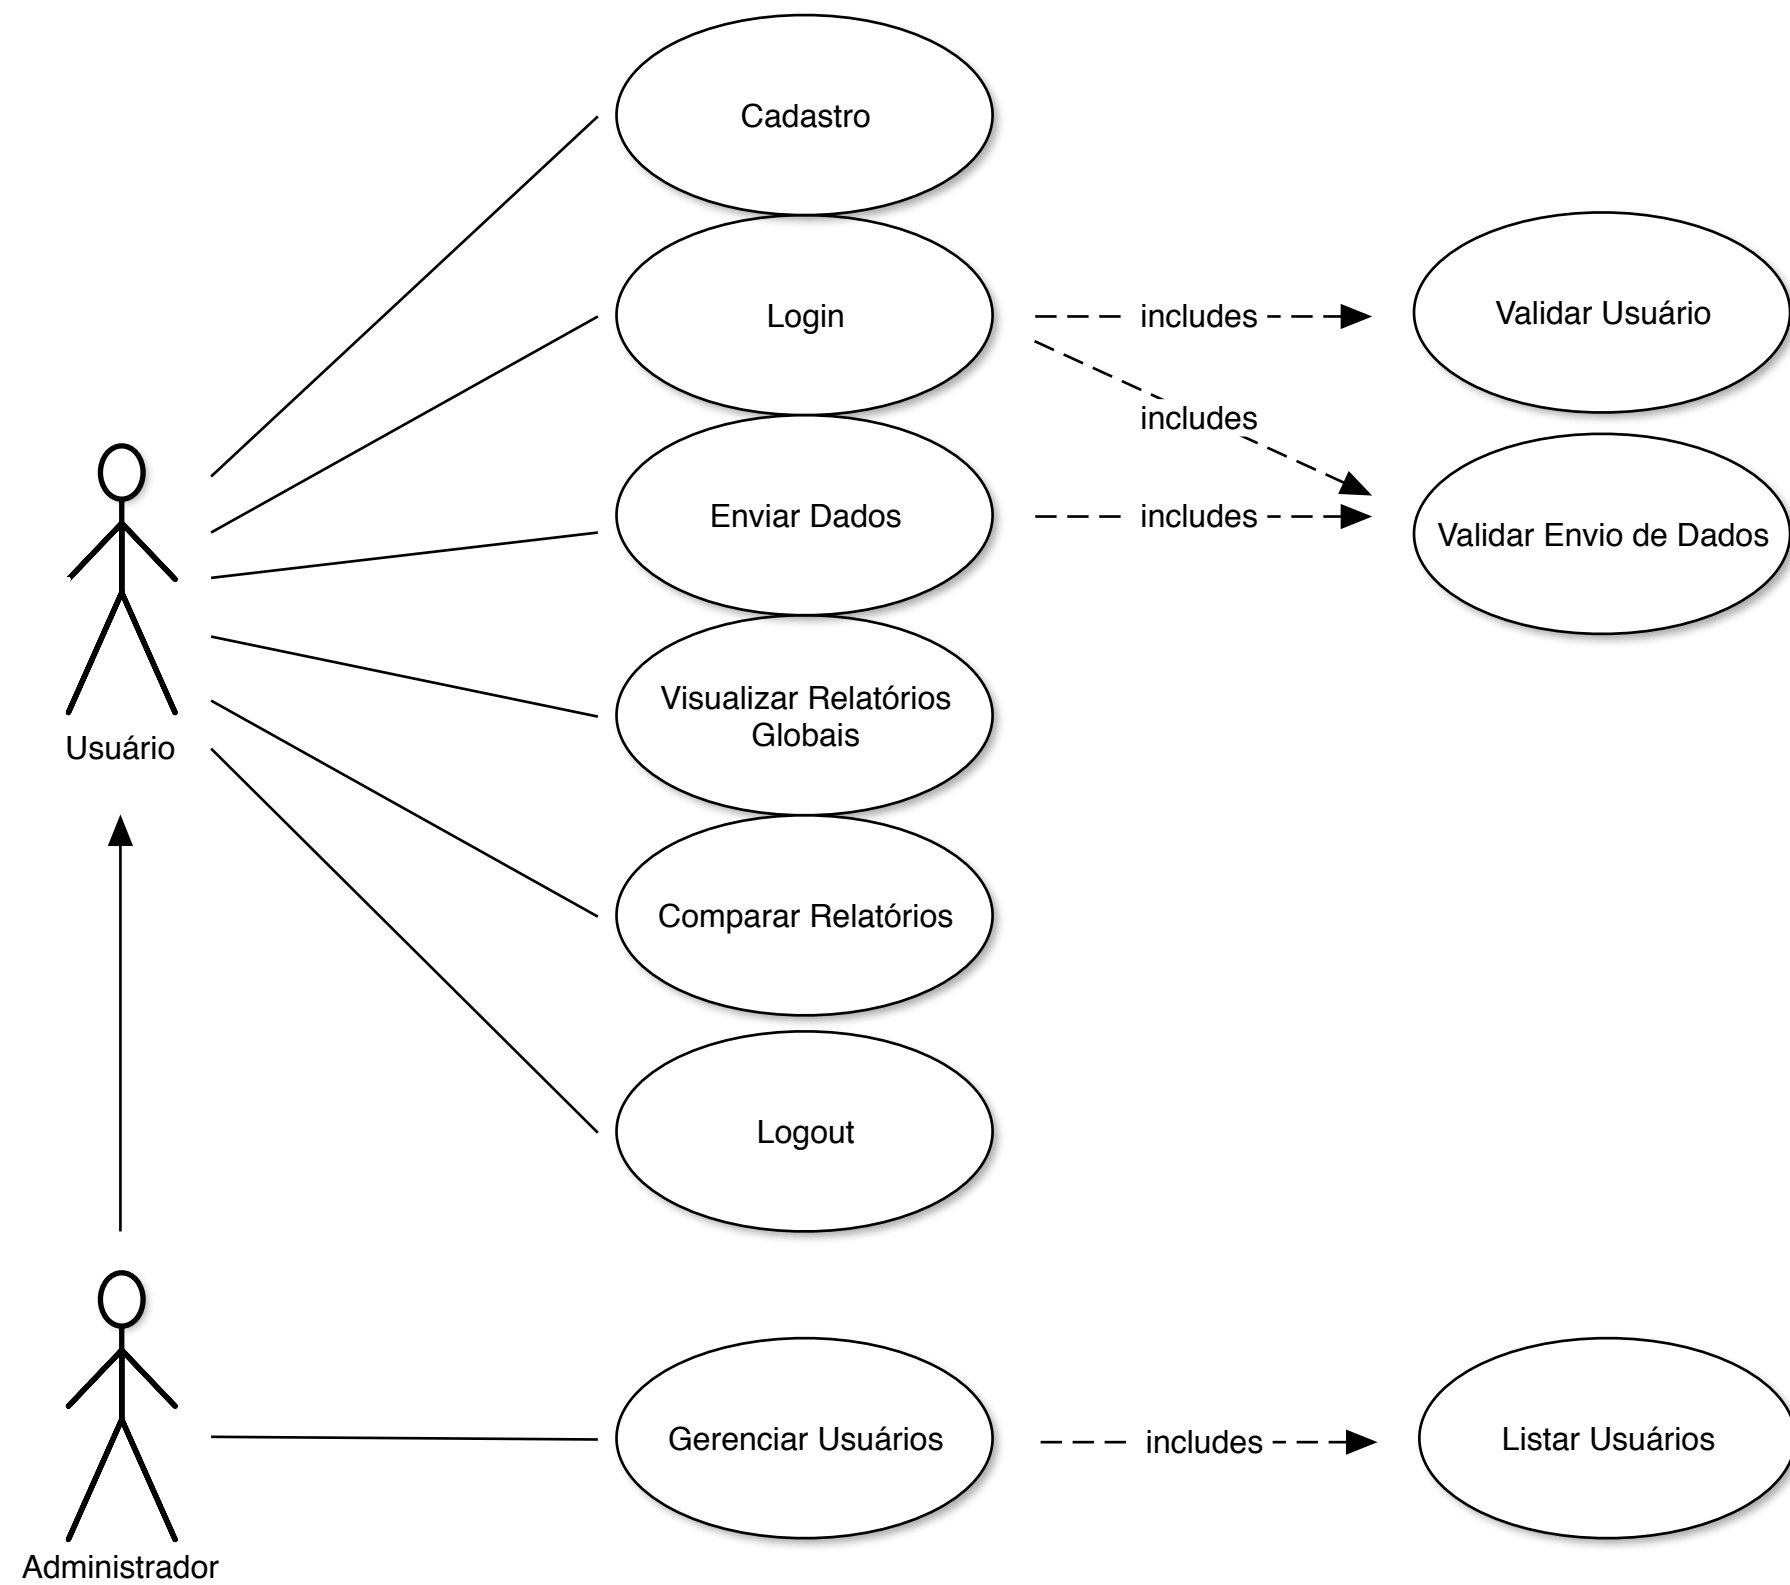 Cadastro
Login
includes
Validar Usuário
includes
Enviar Dados
includes
Validar Envio de Dados
Visualizar Relatórios
Globais
Usuário
Comparar Relatórios
Logout
Gerenciar Usuários
includes
Listar Usuários
Administrador